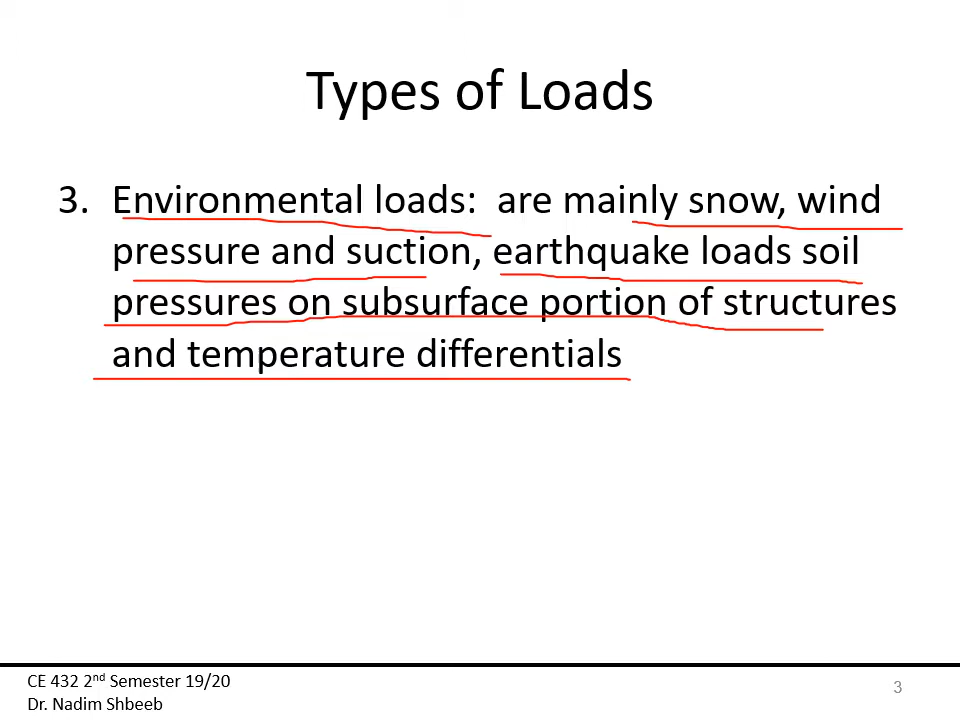 Types of Loads
3. Environmental loads:  are mainly snow, wind
pressure and suction, earthquake loads soil
pressures on subsurface portion of structures
and temperature differentials
CE 432 2nd Semester 19/20
Dr. Nadim Shbeeb
3